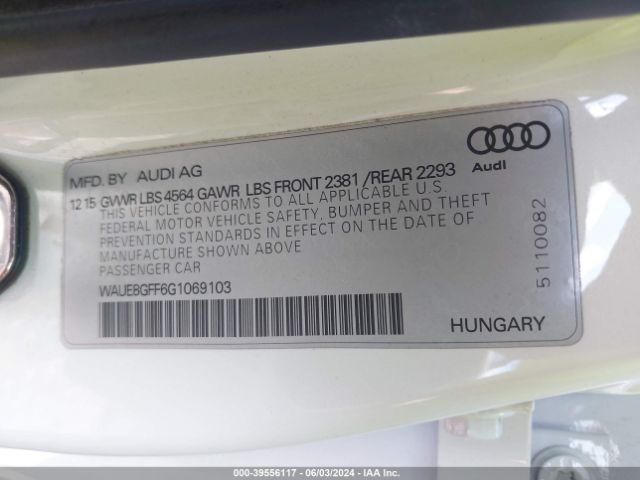 MFD. BY AUDI AG
12 15 GVWR LBS 4564 GAWR LBS FRONT 2381 /REAR 2293
THIS VEHICLE CONFORMS TO ALL APPLICABLE U.S.
FEDERAL MOTOR VEHICLE SAFETY, BUMPER AND THEFT
PREVENTION STANDARDS IN EFFECT ON THE DATE OF
MANUFACTURE SHOWN ABOVE
PASSENGER CAR
WAUE8GFF6G1069103
Audi
5110082
HUNGARY
000-39556117 - 06/03/2024 - IAA Inc.